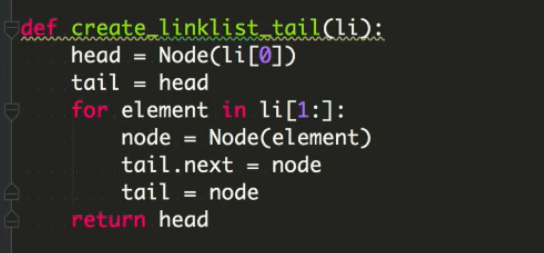 def create_linklist_tail(li):
    head = Node(li[0])
    tail = head
    for element in li[1:]:
        node = Node(element)
        tail.next = node
        tail = node
    return head